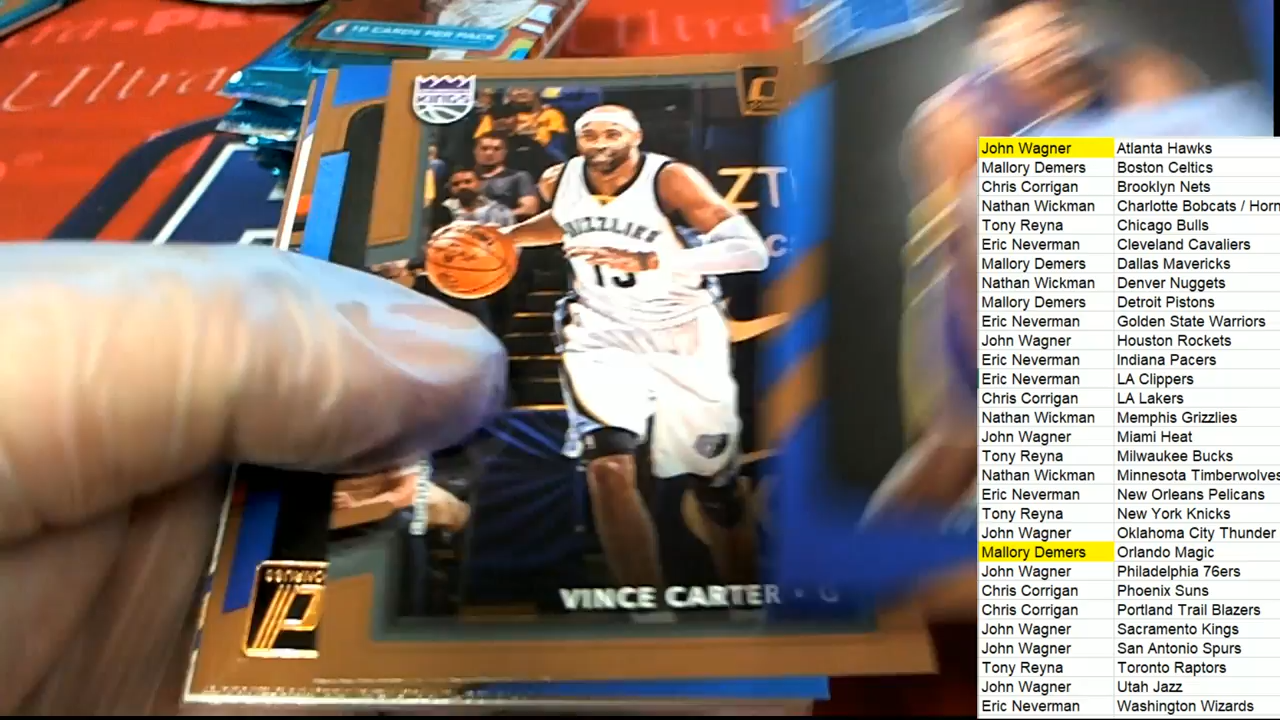 10 CARDS PER PACK
Ultra PRO
Ultra
Ultra
KINGS
GRIZZLIES
15
VINCE CARTER • G
DONRUSS
John Wagner Atlanta Hawks
Mallory Demers Boston Celtics
Chris Corrigan Brooklyn Nets
Nathan Wickman Charlotte Bobcats / Horn
Tony Reyna Chicago Bulls
Eric Neverman Cleveland Cavaliers
Mallory Demers Dallas Mavericks
Nathan Wickman Denver Nuggets
Mallory Demers Detroit Pistons
Eric Neverman Golden State Warriors
John Wagner Houston Rockets
Eric Neverman Indiana Pacers
Eric Neverman LA Clippers
Chris Corrigan LA Lakers
Nathan Wickman Memphis Grizzlies
John Wagner Miami Heat
Tony Reyna Milwaukee Bucks
Nathan Wickman Minnesota Timberwolves
Eric Neverman New Orleans Pelicans
Tony Reyna New York Knicks
John Wagner Oklahoma City Thunder
Mallory Demers Orlando Magic
John Wagner Philadelphia 76ers
Chris Corrigan Phoenix Suns
Chris Corrigan Portland Trail Blazers
John Wagner Sacramento Kings
John Wagner San Antonio Spurs
Tony Reyna Toronto Raptors
John Wagner Utah Jazz
Eric Neverman Washington Wizards